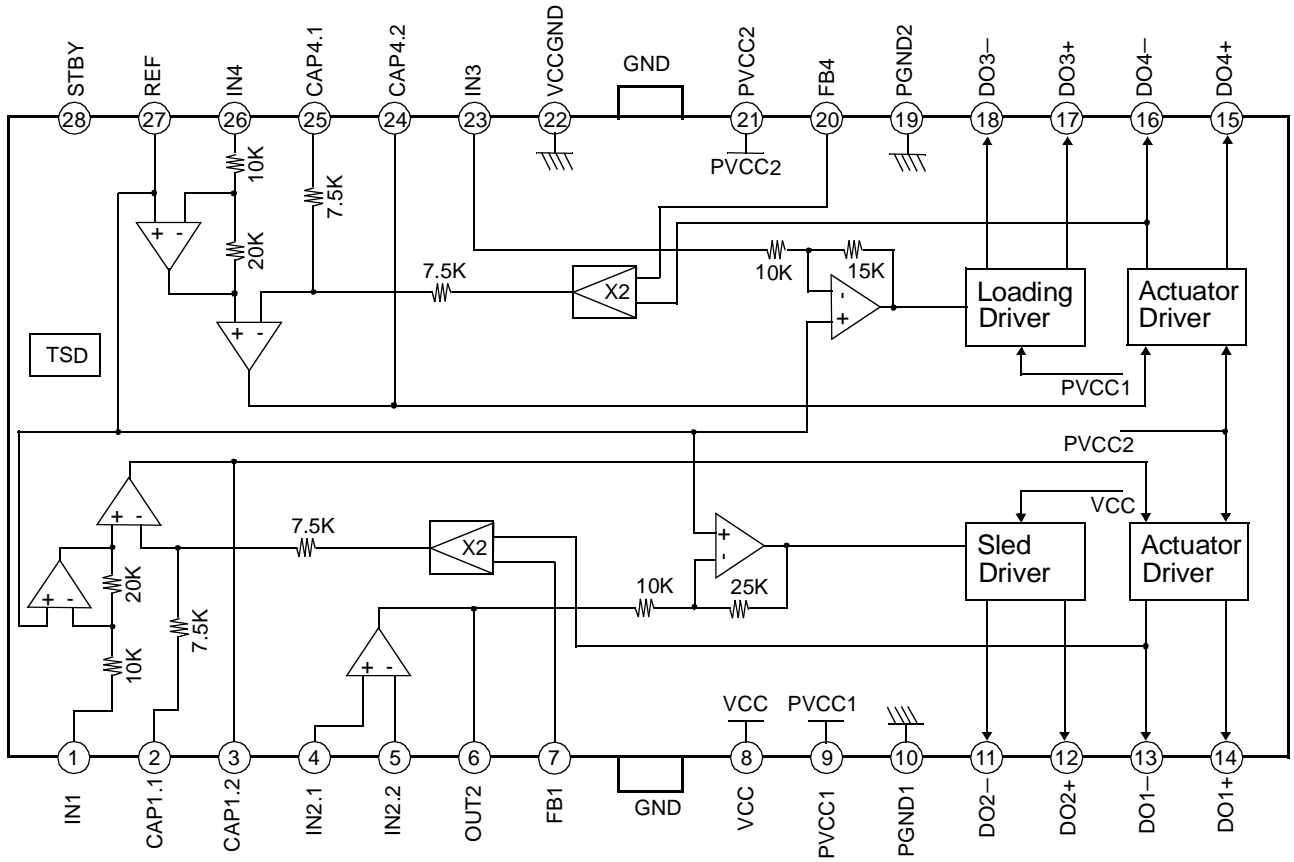 STBY
REF
IN4
CAP4.1
CAP4.2
IN3
VCCGND
GND
PVCC2
FB4
PGND2
DO3−
DO3+
DO4−
DO4+
28
27
26
25
24
23
22
21
20
19
18
17
16
15
10K
7.5K
PVCC2
+ -
20K
7.5K
X2
10K
15K
-
+
Loading
Driver
Actuator
Driver
+ -
TSD
PVCC1
PVCC2
VCC
+ -
7.5K
X2
+
-
Sled
Driver
Actuator
Driver
20K
+ -
7.5K
10K
25K
10K
+ -
VCC
PVCC1
1
2
3
4
5
6
7
8
9
10
11
12
13
14
IN1
CAP1.1
CAP1.2
IN2.1
IN2.2
OUT2
FB1
GND
VCC
PVCC1
PGND1
DO2−
DO2+
DO1−
DO1+